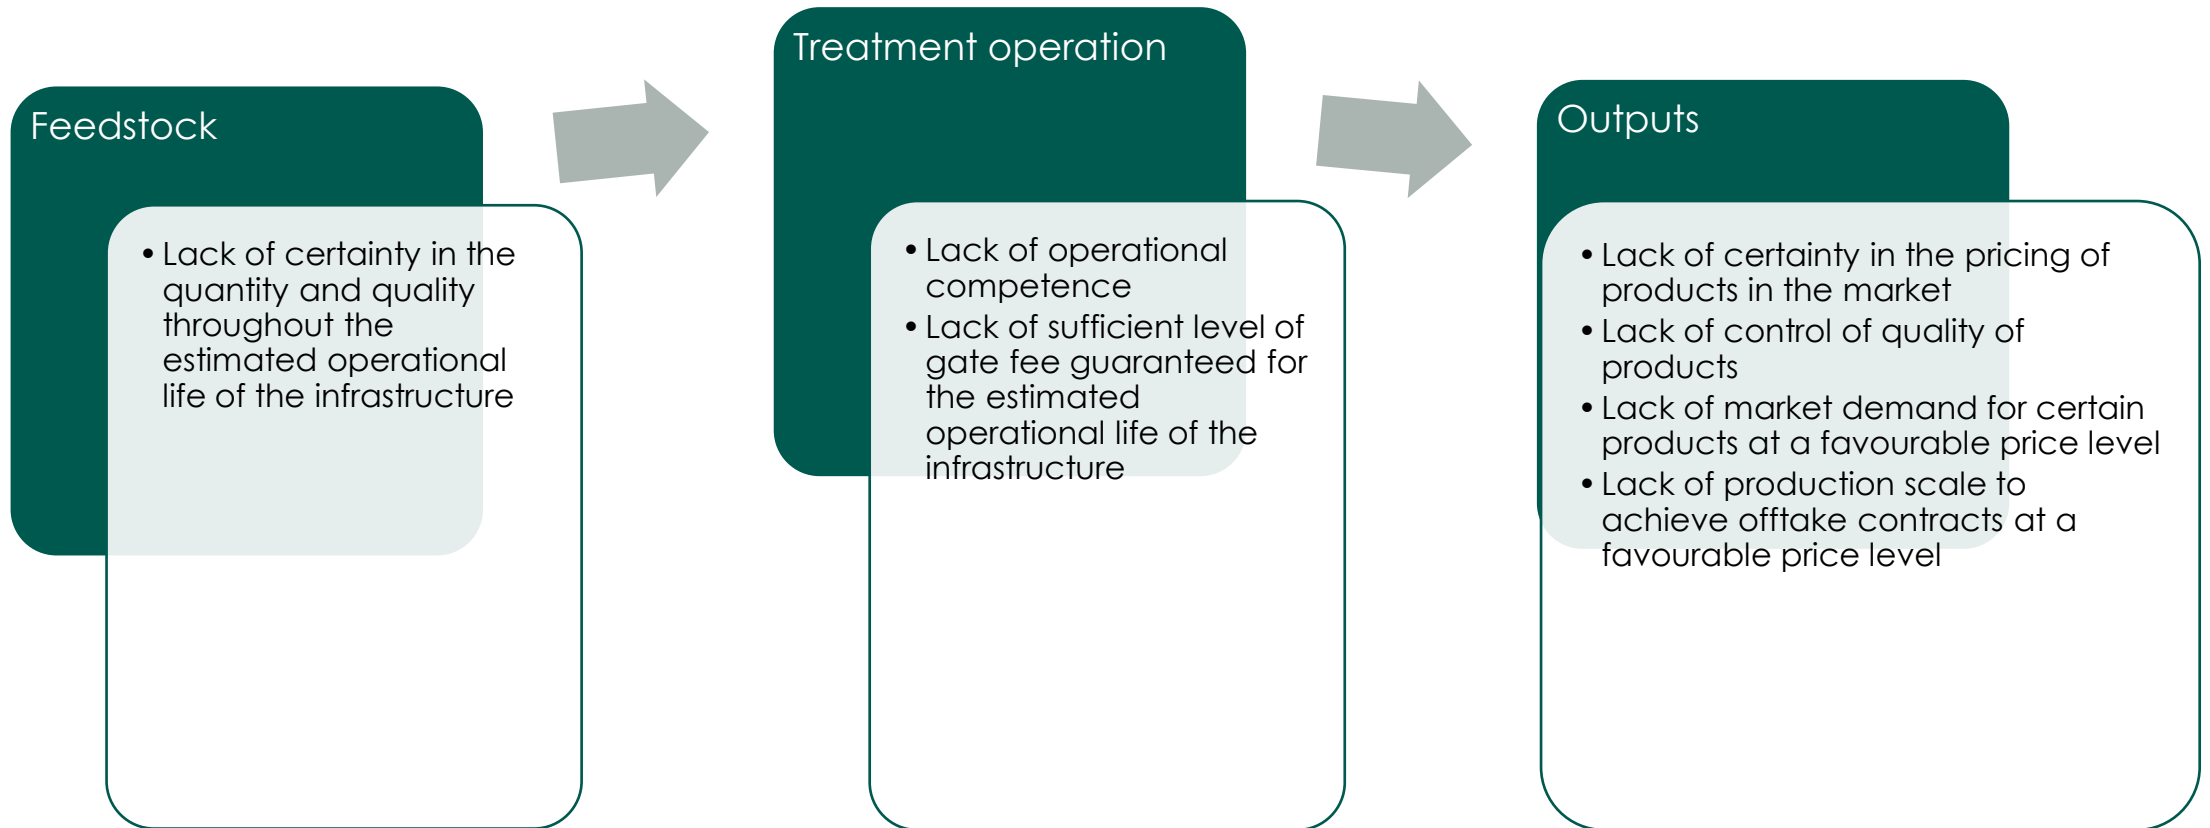 Feedstock
• Lack of certainty in the
quantity and quality
throughout the
estimated operational
life of the infrastructure
Treatment operation
• Lack of operational
competence
• Lack of sufficient level of
gate fee guaranteed for
the estimated
operational life of the
infrastructure
Outputs
• Lack of certainty in the pricing of
products in the market
• Lack of control of quality of
products
• Lack of market demand for certain
products at a favourable price level
• Lack of production scale to
achieve offtake contracts at a
favourable price level